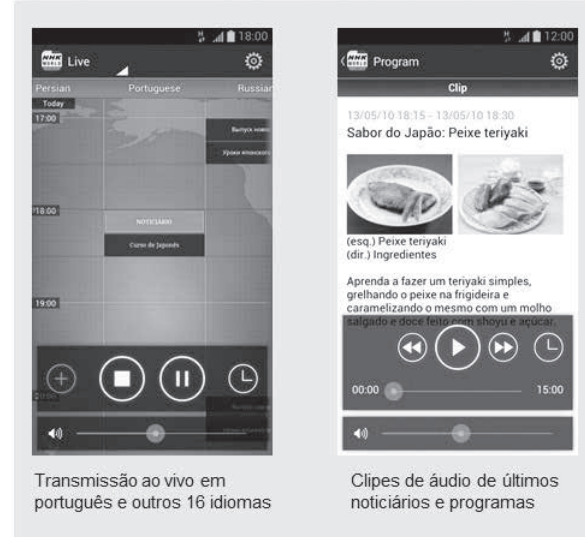 18:00
NHK WORLD Live
Persian Portuguese Russian
Today
17:00
Выпуск новос
Уроки японского
18:00
NOTICIÁRIO
Curso de Japonês
19:00
Transmissão ao vivo em
português e outros 16 idiomas
12:00
NHK WORLD Program
Clip
13/05/10 18:15 - 13/05/10 18:30
Sabor do Japão: Peixe teriyaki
(esq.) Peixe teriyaki
(dir.) Ingredientes
Aprenda a fazer um teriyaki simples,
grelhando o peixe na frigideira e
caramelizando o mesmo com um molho
salgado e doce feito com shoyu e açúcar.
00:00 15:00
Clipes de áudio de últimos
noticiários e programas